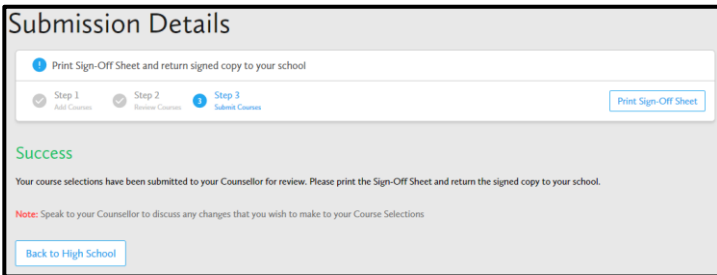 Submission Details
! Print Sign-Off Sheet and return signed copy to your school
Step 1
Add Courses
Step 2
Review Courses
3 Step 3
Submit Courses
Print Sign-Off Sheet
Success
Your course selections have been submitted to your Counsellor for review. Please print the Sign-Off Sheet and return the signed copy to your school.
Note: Speak to your Counsellor to discuss any changes that you wish to make to your Course Selections
Back to High School